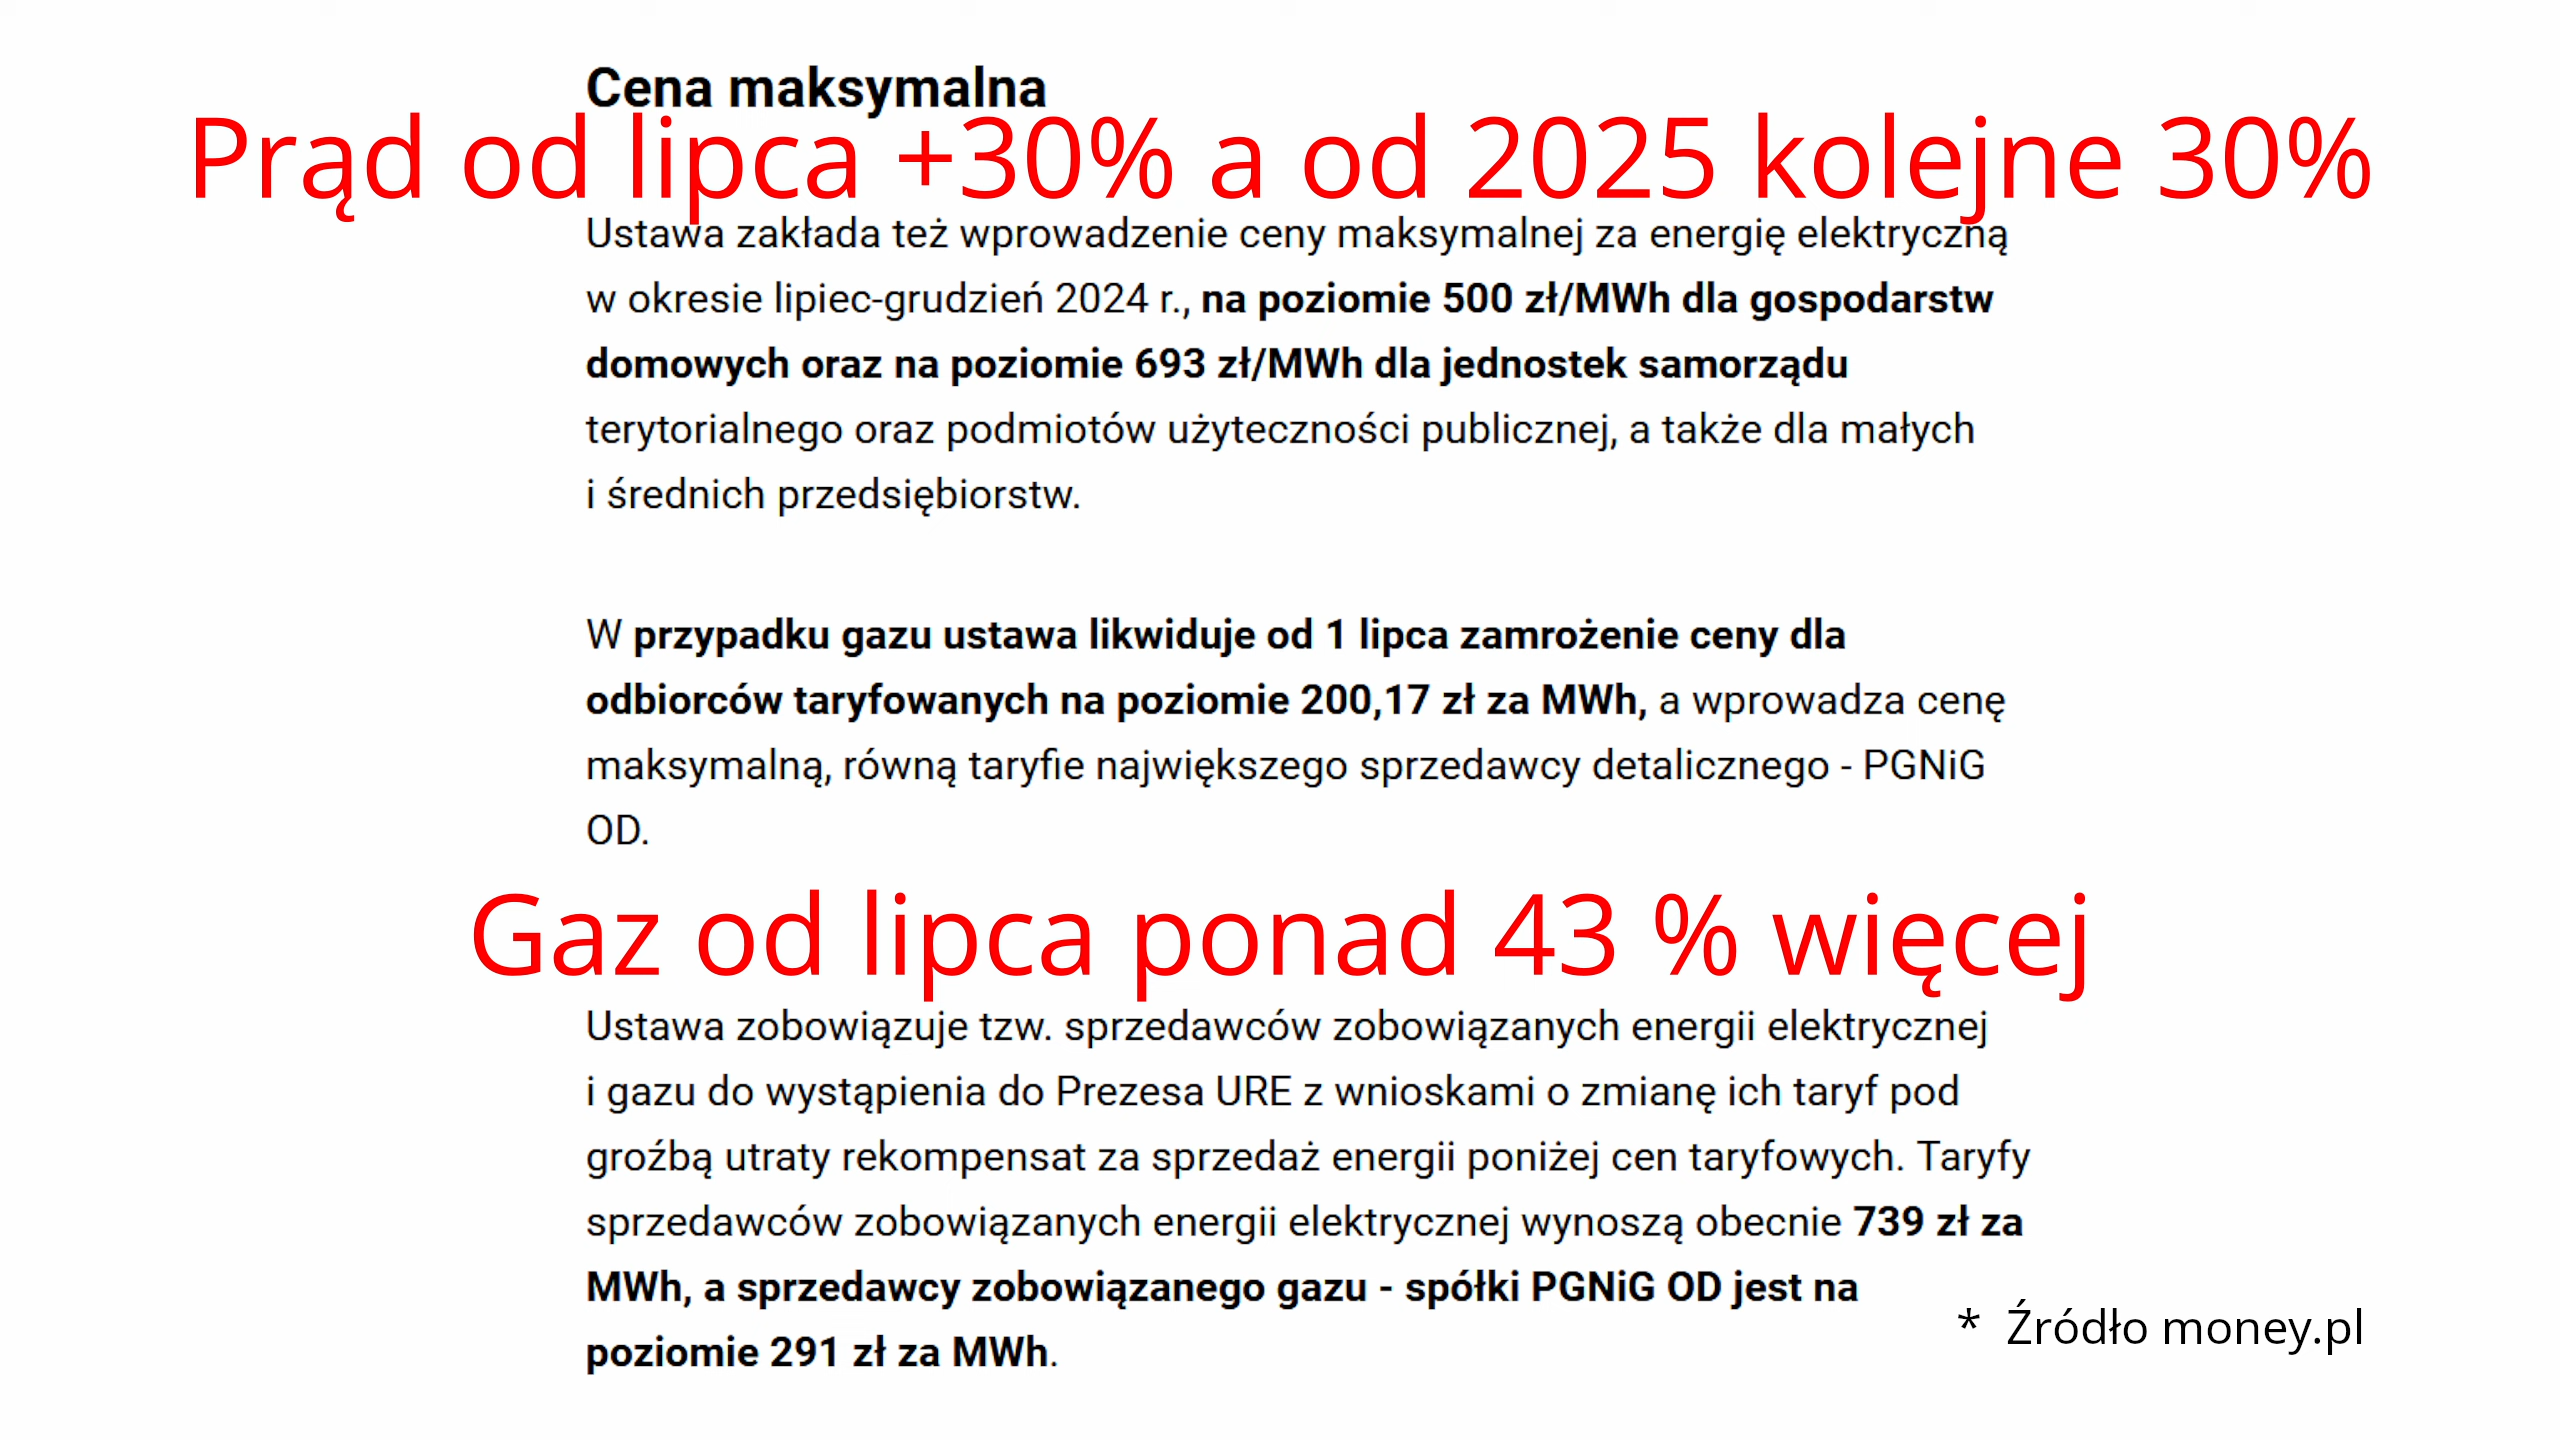 Cena maksymalna
Prąd od lipca +30% a od 2025 kolejne 30%
Ustawa zakłada też wprowadzenie ceny maksymalnej za energię elektryczną
w okresie lipiec-grudzień 2024 r., na poziomie 500 zł/MWh dla gospodarstw
domowych oraz na poziomie 693 zł/MWh dla jednostek samorządu
terytorialnego oraz podmiotów użyteczności publicznej, a także dla małych
i średnich przedsiębiorstw.
W przypadku gazu ustawa likwiduje od 1 lipca zamrożenie ceny dla
odbiorców taryfowanych na poziomie 200,17 zł za MWh, a wprowadza cenę
maksymalną, równą taryfie największego sprzedawcy detalicznego - PGNiG
OD.
Gaz od lipca ponad 43 % więcej
Ustawa zobowiązuje tzw. sprzedawców zobowiązanych energii elektrycznej
i gazu do wystąpienia do Prezesa URE z wnioskami o zmianę ich taryf pod
groźbą utraty rekompensat za sprzedaż energii poniżej cen taryfowych. Taryfy
sprzedawców zobowiązanych energii elektrycznej wynoszą obecnie 739 zł za
MWh, a sprzedawcy zobowiązanego gazu - spółki PGNiG OD jest na
poziomie 291 zł za MWh.
* Źródło money.pl